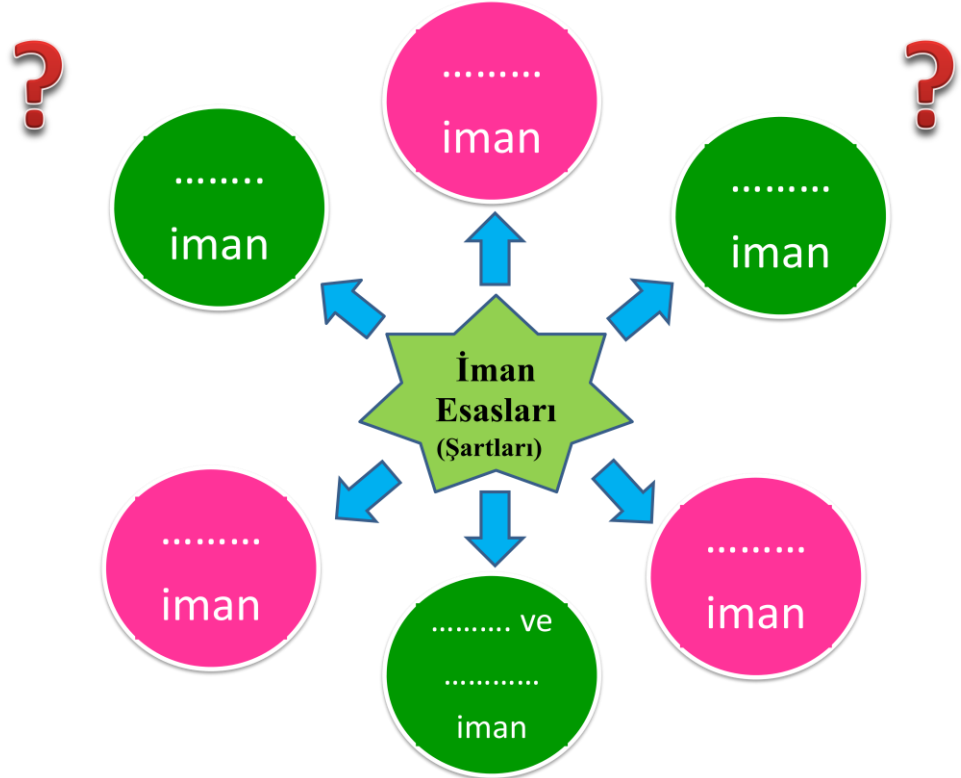 ?
?
………
iman
……..
iman
………
iman
İman
Esasları
(Şartları)
………
iman
………
iman
………. ve
…………
iman